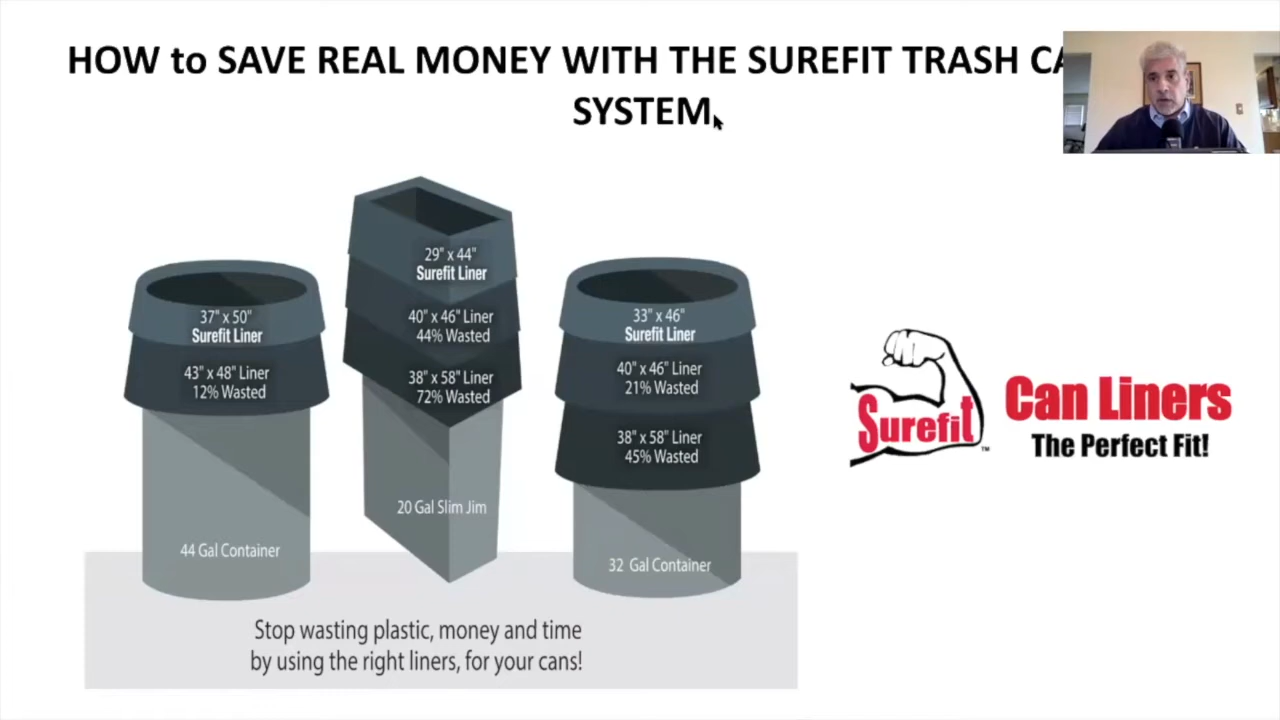 HOW to SAVE REAL MONEY WITH THE SUREFIT TRASH
SYSTEM.
29" x 44"
Surefit Liner
40" x 46" Liner
44% Wasted
38" x 58" Liner
72% Wasted
20 Gal Slim Jim
37" x 50"
Surefit Liner
43" x 48" Liner
12% Wasted
44 Gal Container
33" x 46"
Surefit Liner
40" x 46" Liner
21% Wasted
38" x 58" Liner
45% Wasted
32 Gal Container
Surefit™
Can Liners
The Perfect Fit!
Stop wasting plastic, money and time
by using the right liners, for your cans!